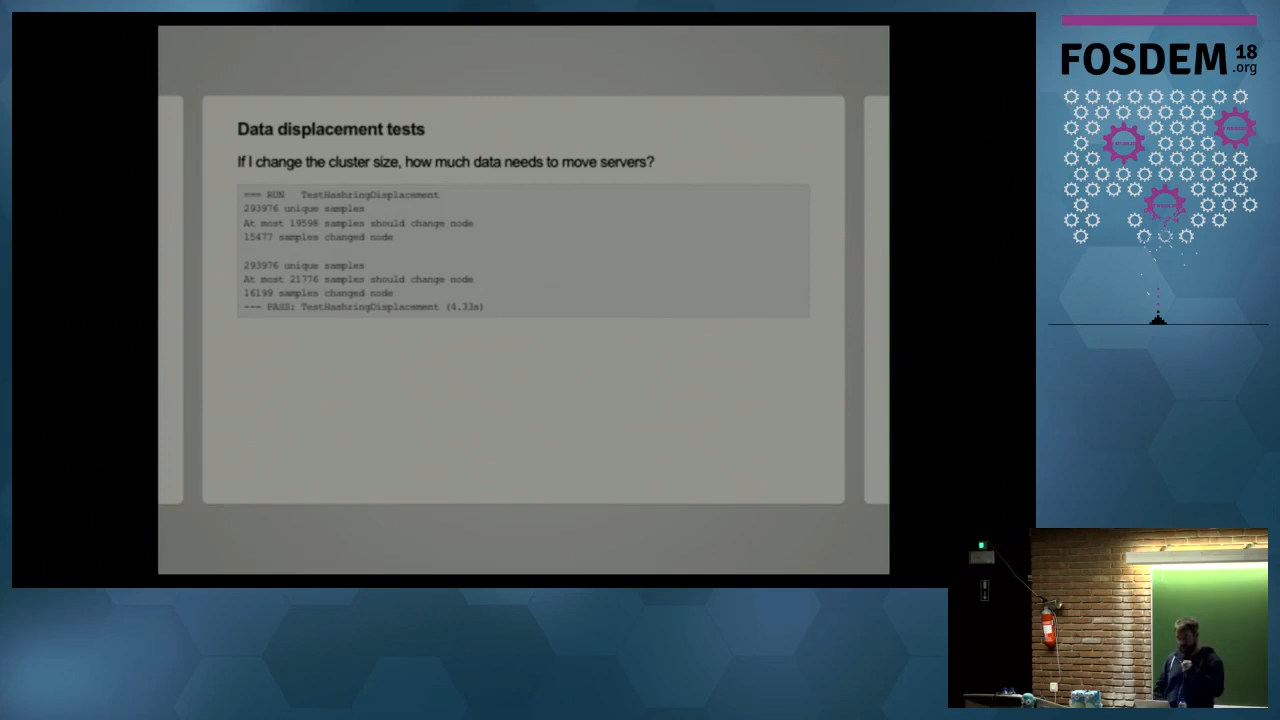 Data displacement tests
If I change the cluster size, how much data needs to move servers?
=== RUN TestHashringDisplacement
293976 unique samples
At most 19598 samples should change node
15477 samples changed node
293976 unique samples
At most 21776 samples should change node
16199 samples changed node
--- PASS: TestHashringDisplacement (4.33s)
FOSDEM 18
.org